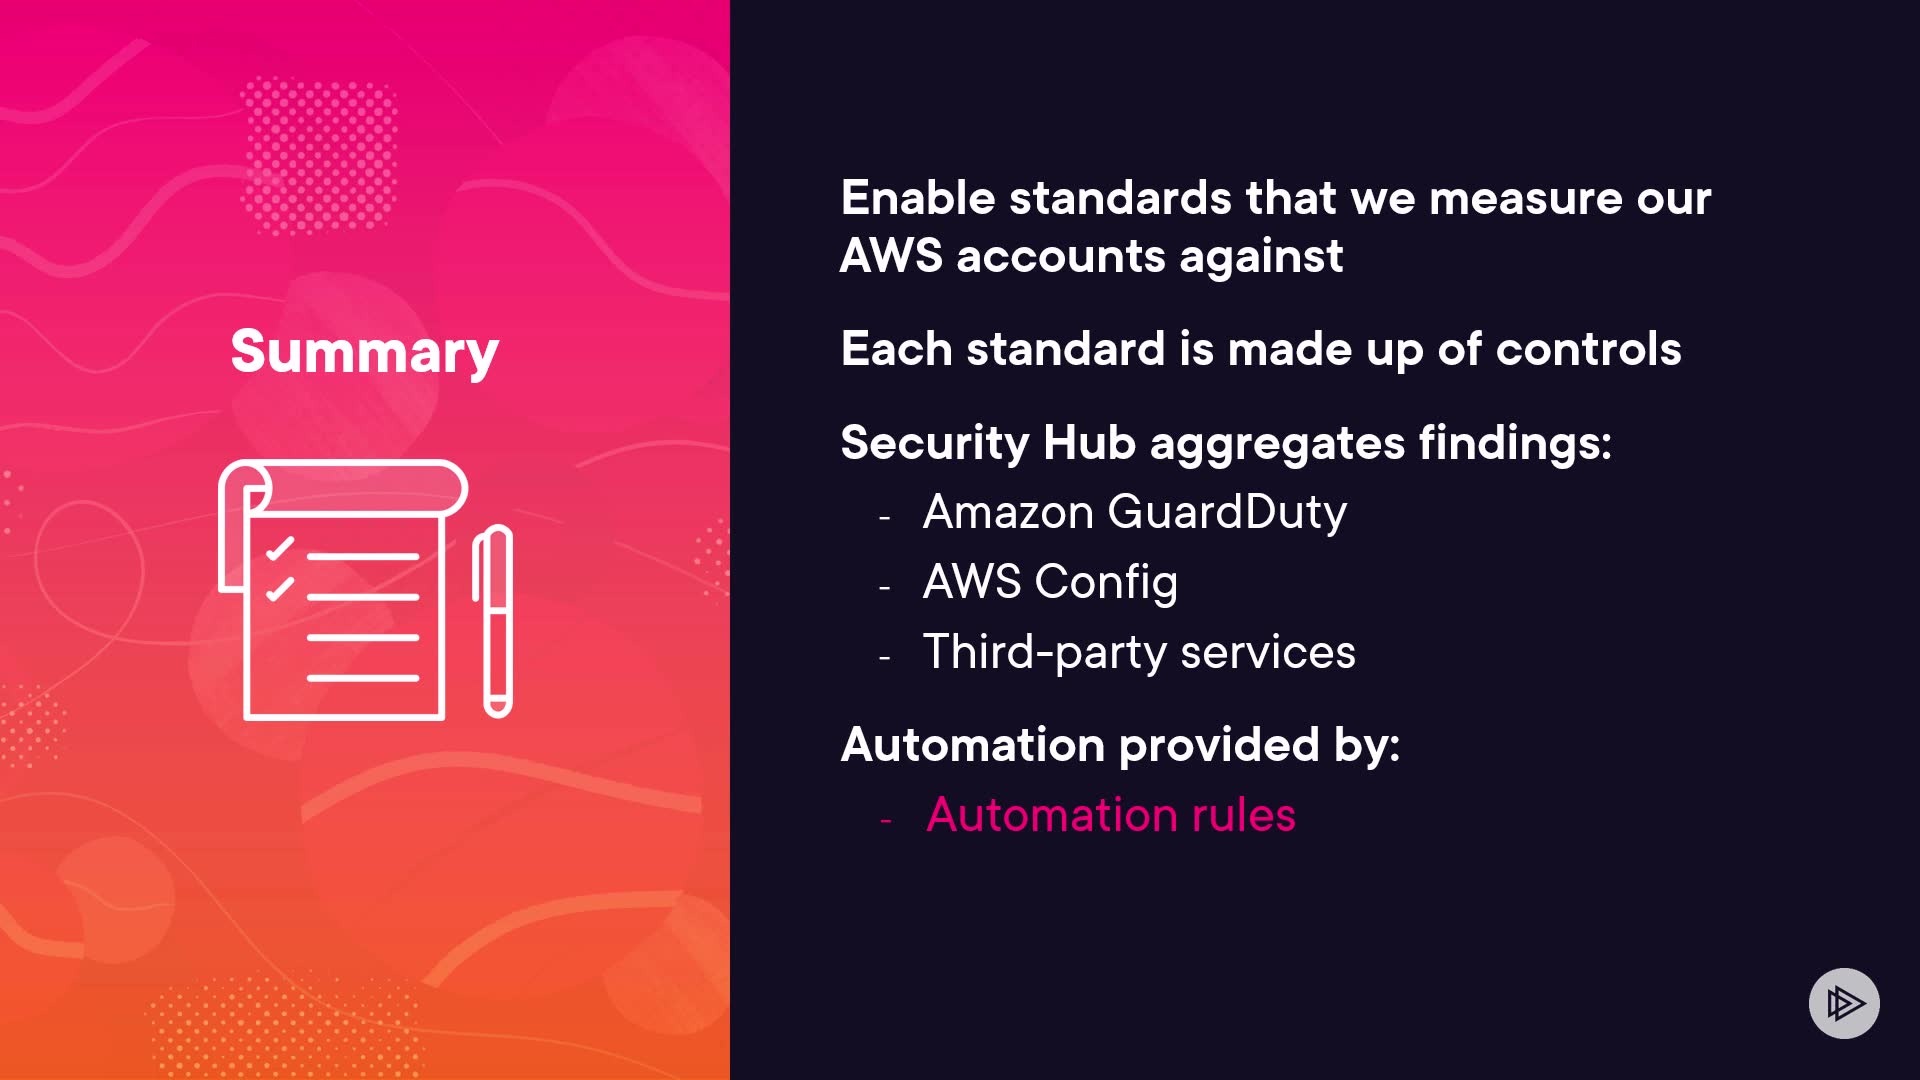 Summary
Enable standards that we measure our
AWS accounts against
Each standard is made up of controls
Security Hub aggregates findings:
- Amazon GuardDuty
- AWS Config
- Third-party services
Automation provided by:
- Automation rules